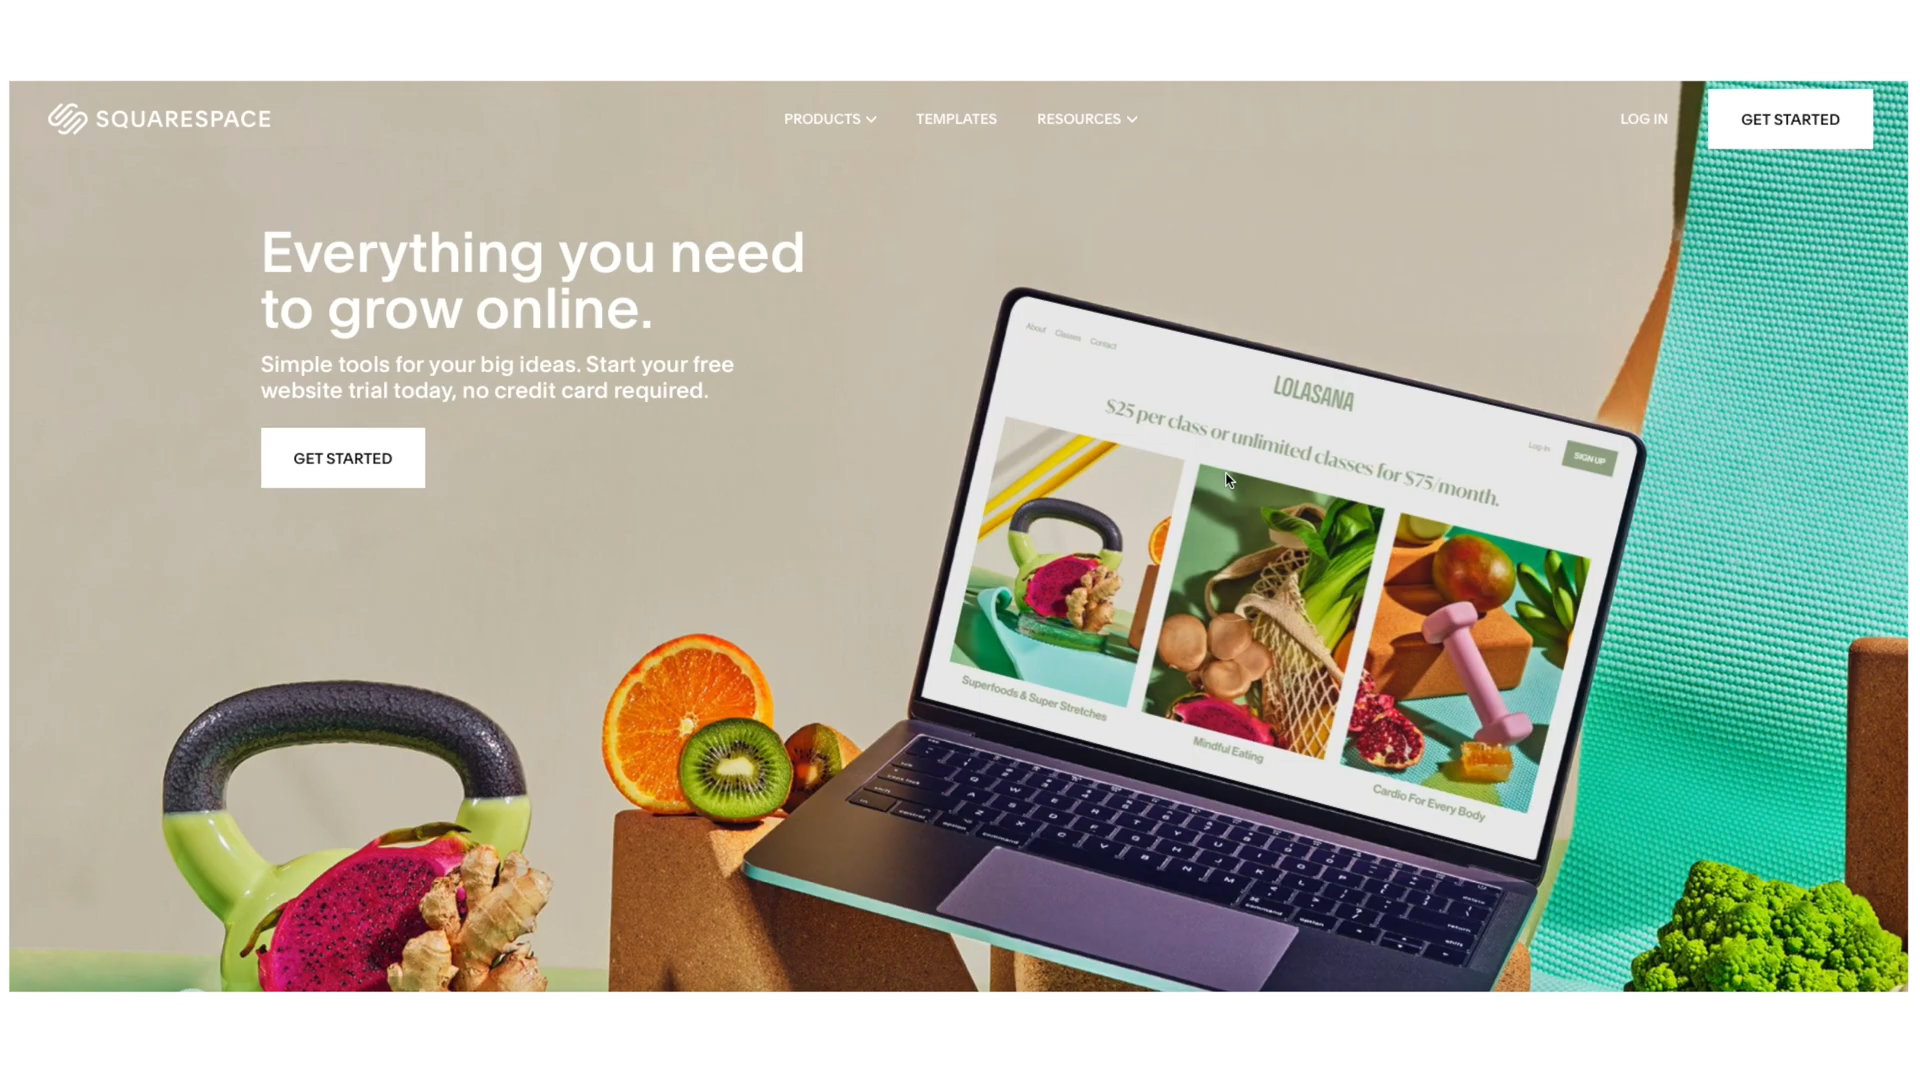 SQUARESPACE
PRODUCTS
TEMPLATES
RESOURCES
LOG IN
GET STARTED
Everything you need
to grow online.
Simple tools for your big ideas. Start your free
website trial today, no credit card required.
GET STARTED
About Classes Contact
LOLASANA
Log In
SIGN UP
$25 per class or unlimited classes for $75/month.
Superfoods & Super Stretches
Mindful Eating
Cardio For Every Body